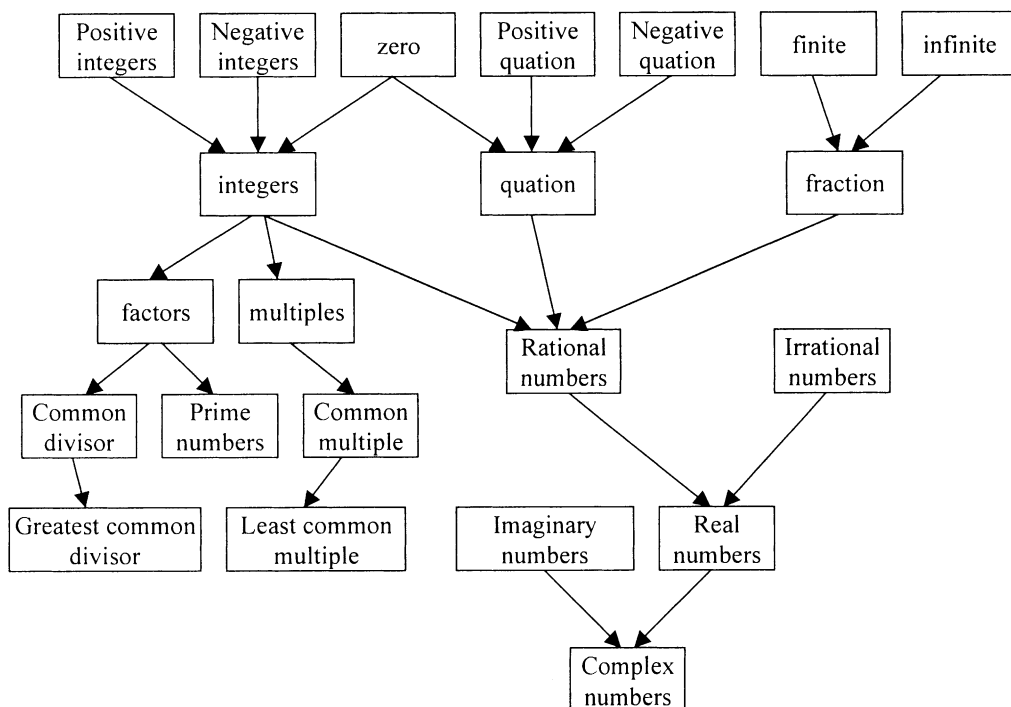 Positive
integers
Negative
integers
zero
Positive
quation
Negative
quation
finite
infinite
integers
quation
fraction
factors
multiples
Rational
numbers
Irrational
numbers
Common
divisor
Prime
numbers
Common
multiple
Greatest common
divisor
Least common
multiple
Imaginary
numbers
Real
numbers
Complex
numbers